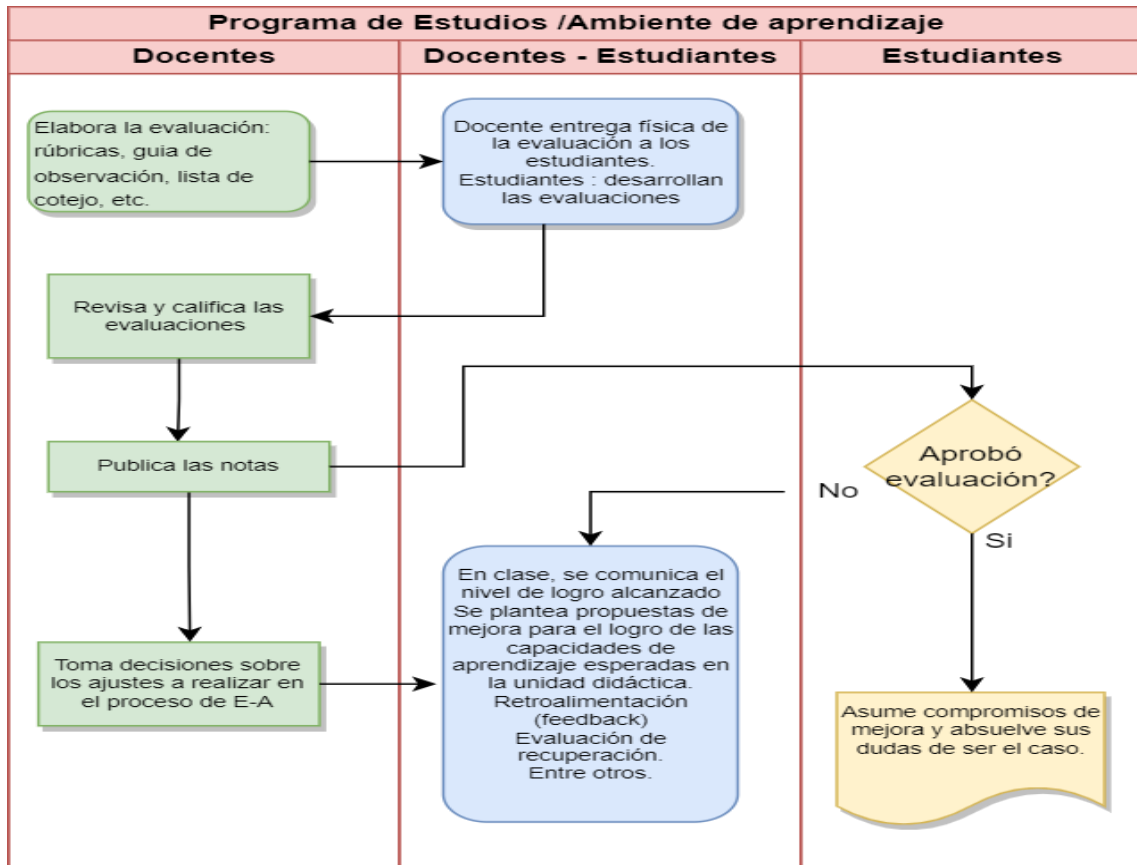 Programa de Estudios /Ambiente de aprendizaje
Docentes
Docentes - Estudiantes
Estudiantes
Elabora la evaluación:
rúbricas, guia de
observación, lista de
cotejo, etc.
Docente entrega física de
la evaluación a los
estudiantes.
Estudiantes : desarrollan
las evaluaciones
Revisa y califica las
evaluaciones
Publica las notas
Aprobó
evaluación?
No
Si
Toma decisiones sobre
los ajustes a realizar en
el proceso de E-A
En clase, se comunica el
nivel de logro alcanzado
Se plantea propuestas de
mejora para el logro de las
capacidades de
aprendizaje esperadas en
la unidad didáctica.
Retroalimentación
(feedback)
Evaluación de
recuperación.
Entre otros.
Asume compromisos de
mejora y absuelve sus
dudas de ser el caso.